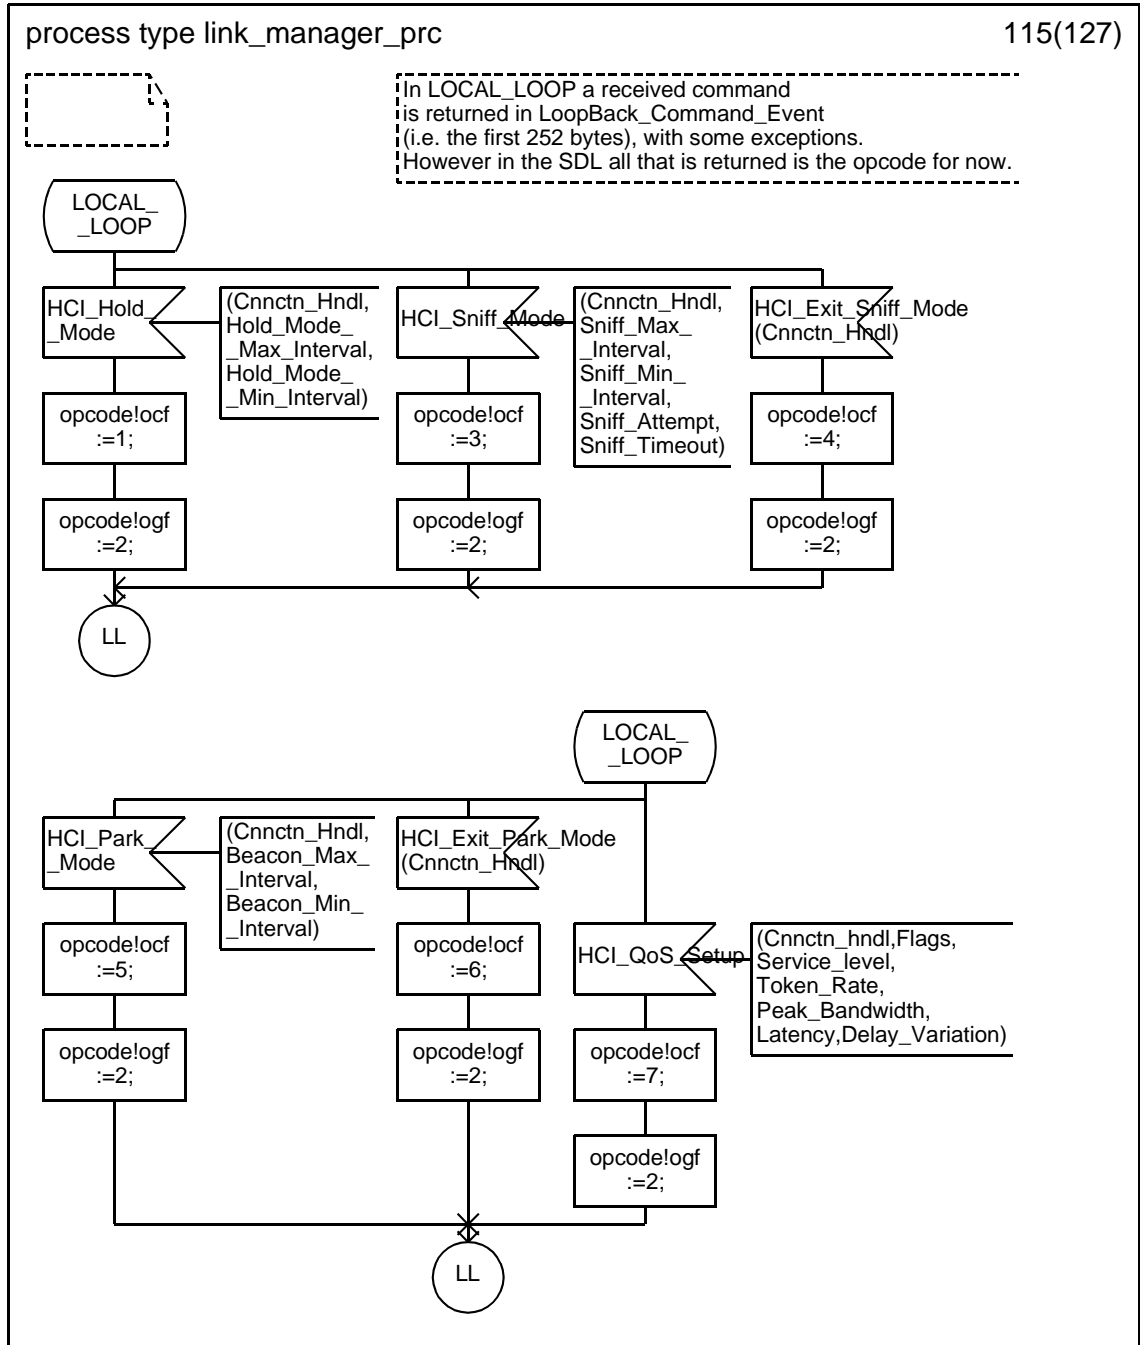 process type link_manager_prc
115(127)
In LOCAL_LOOP a received command
is returned in LoopBack_Command_Event
(i.e. the first 252 bytes), with some exceptions.
However in the SDL all that is returned is the opcode for now.
LOCAL_
_LOOP
HCI_Hold_
_Mode
(Cnnctn_Hndl,
Hold_Mode_
_Max_Interval,
Hold_Mode_
_Min_Interval)
HCI_Sniff_Mode
(Cnnctn_Hndl,
Sniff_Max_
_Interval,
Sniff_Min_
_Interval,
Sniff_Attempt,
Sniff_Timeout)
HCI_Exit_Sniff_Mode
(Cnnctn_Hndl)
opcode!ocf
:=1;
opcode!ocf
:=3;
opcode!ocf
:=4;
opcode!ogf
:=2;
opcode!ogf
:=2;
opcode!ogf
:=2;
LL
LOCAL_
_LOOP
HCI_Park_
_Mode
(Cnnctn_Hndl,
Beacon_Max_
_Interval,
Beacon_Min_
_Interval)
HCI_Exit_Park_Mode
(Cnnctn_Hndl)
HCI_QoS_Setup
(Cnnctn_hndl,Flags,
Service_level,
Token_Rate,
Peak_Bandwidth,
Latency,Delay_Variation)
opcode!ocf
:=5;
opcode!ocf
:=6;
opcode!ogf
:=2;
opcode!ogf
:=2;
opcode!ocf
:=7;
opcode!ogf
:=2;
LL